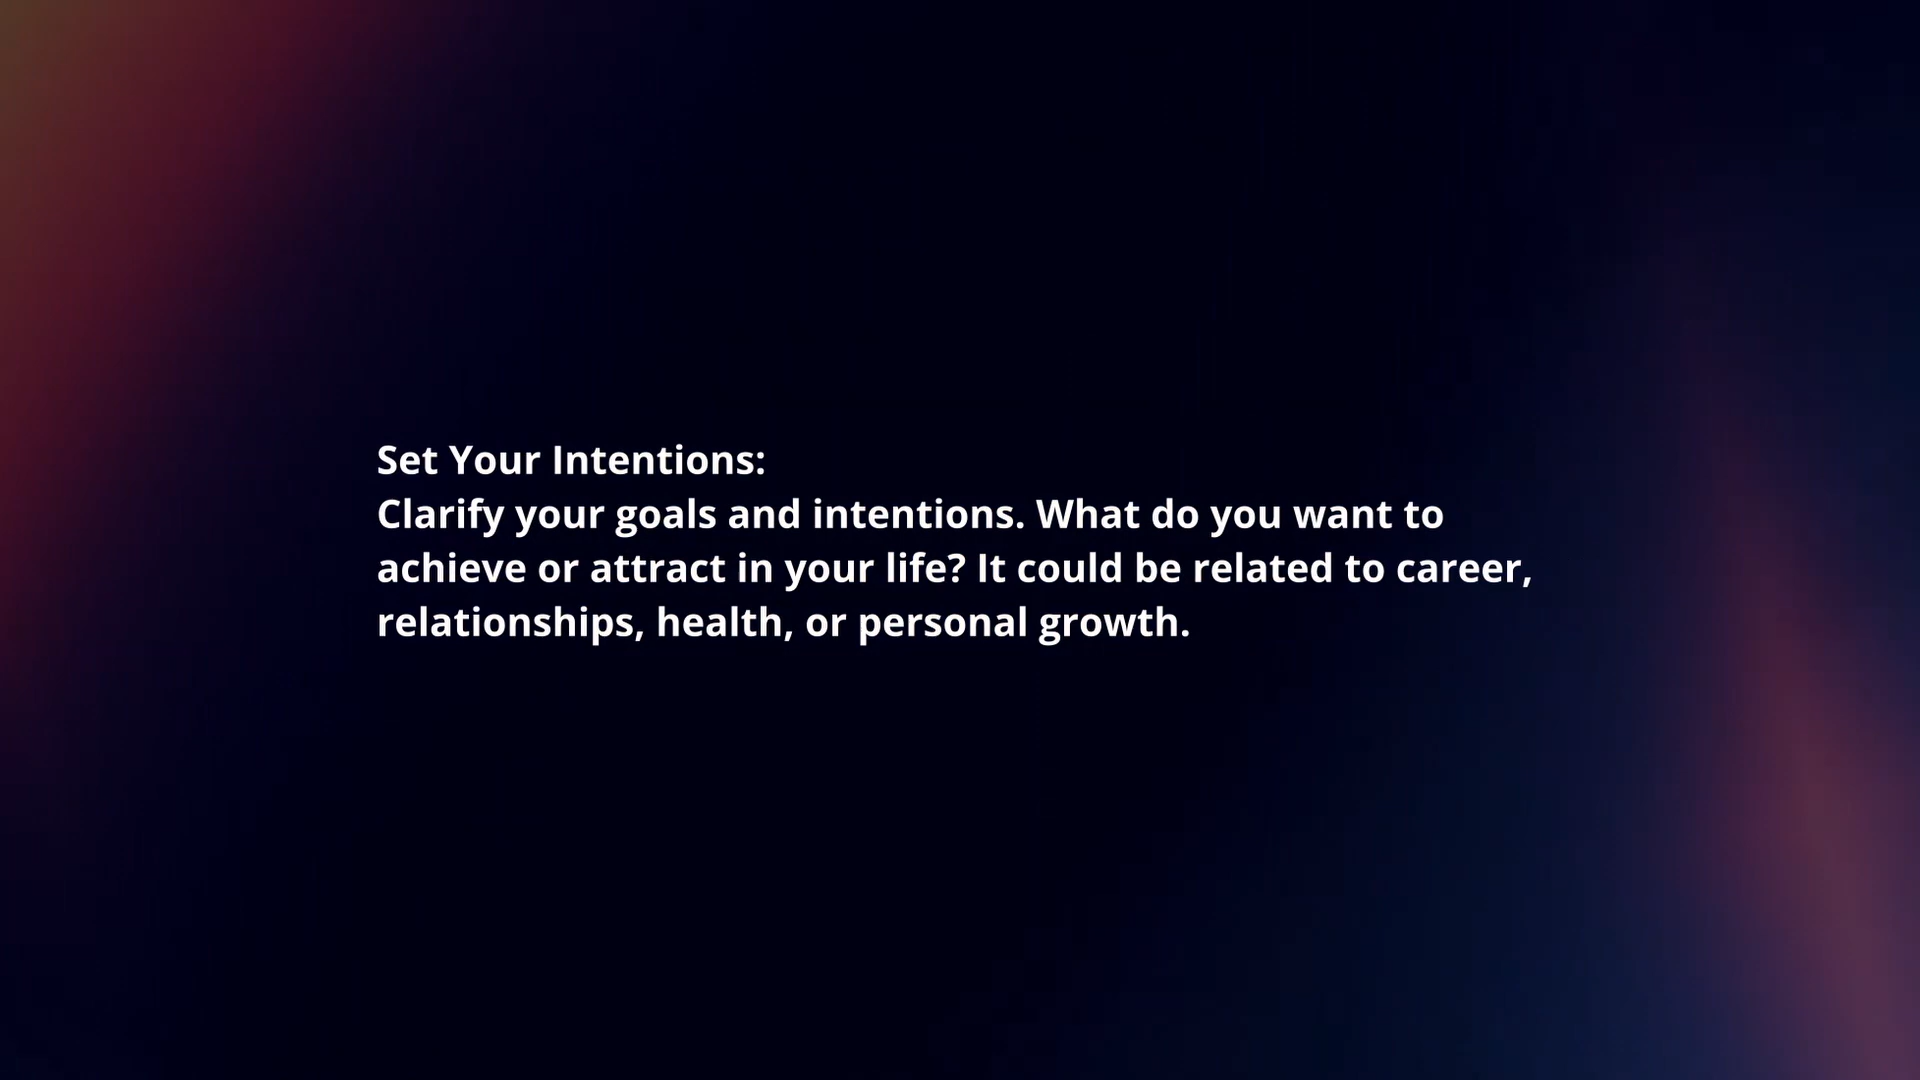 Set Your Intentions:
Clarify your goals and intentions. What do you want to
achieve or attract in your life? It could be related to career,
relationships, health, or personal growth.